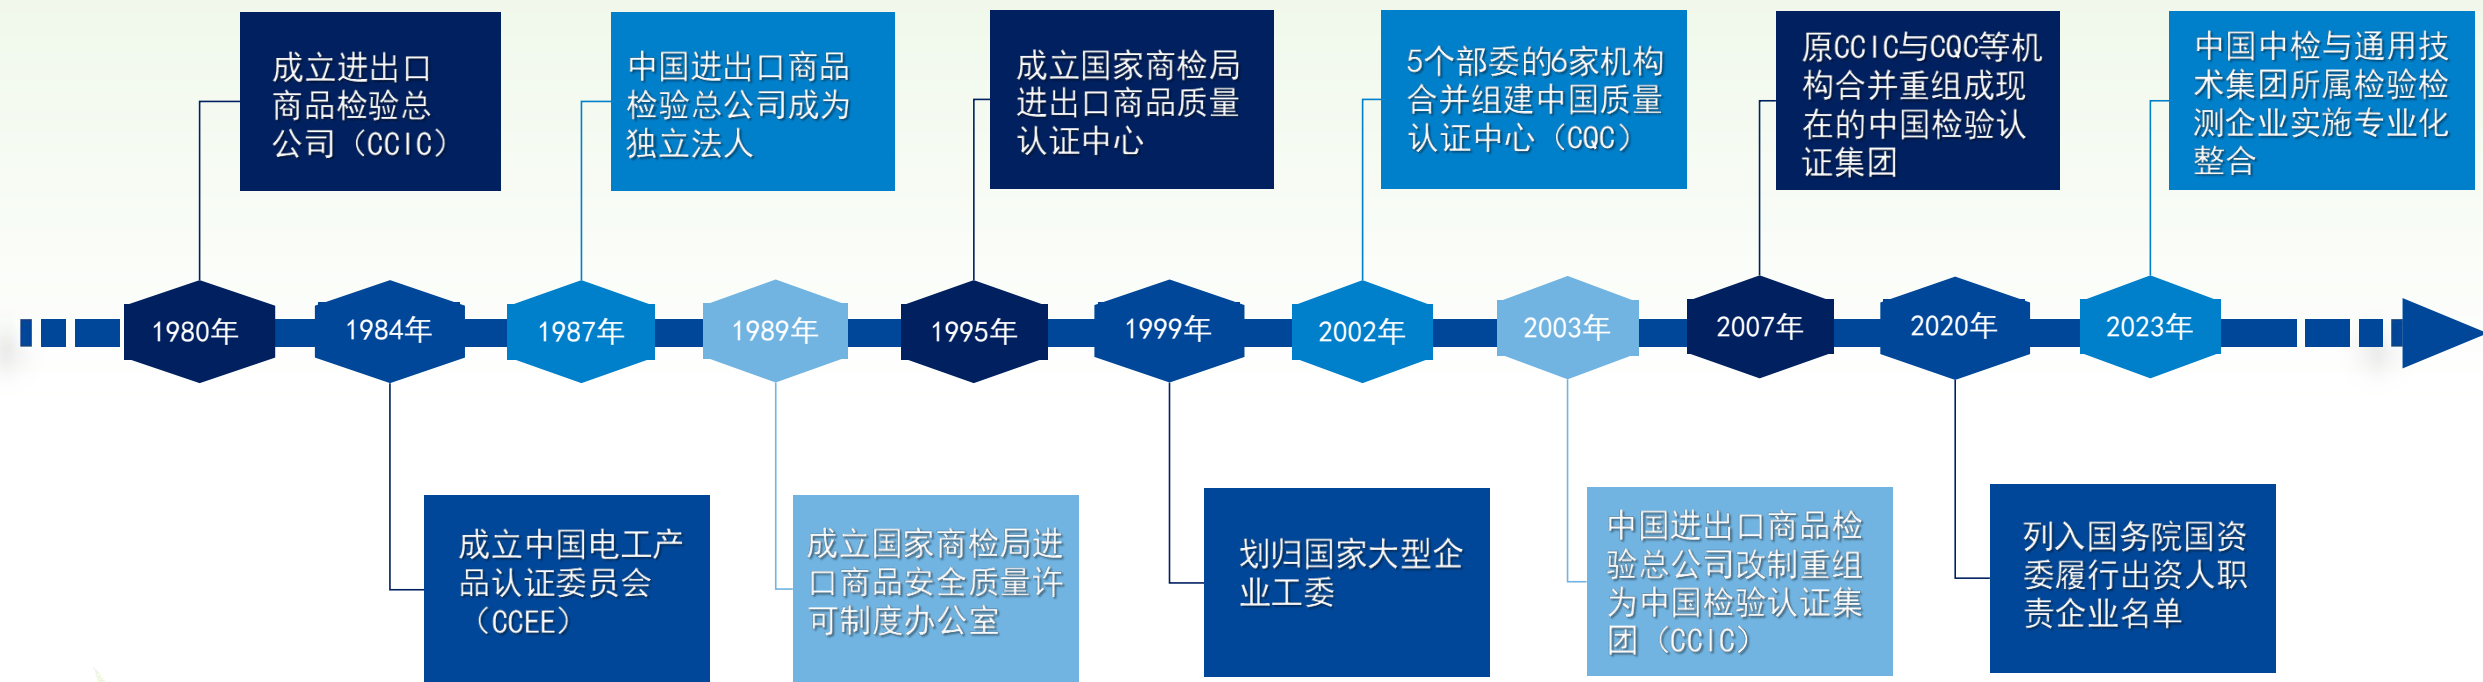 成立进出口
商品检验总
公司（CCIC）
中国进出口商品
检验总公司成为
独立法人
成立国家商检局
进出口商品质量
认证中心
5个部委的6家机构
合并组建中国质量
认证中心（CQC）
原CCIC与CQC等机
构合并重组成现
在的中国检验认
证集团
中国中检与通用技
术集团所属检验检
测企业实施专业化
整合
1980年
1984年
1987年
1989年
1995年
1999年
2002年
2003年
2007年
2020年
2023年
成立中国电工产
品认证委员会
（CCEE）
成立国家商检局进
口商品安全质量许
可制度办公室
划归国家大型企
业工委
中国进出口商品检
验总公司改制重组
为中国检验认证集
团（CCIC）
列入国务院国资
委履行出资人职
责企业名单